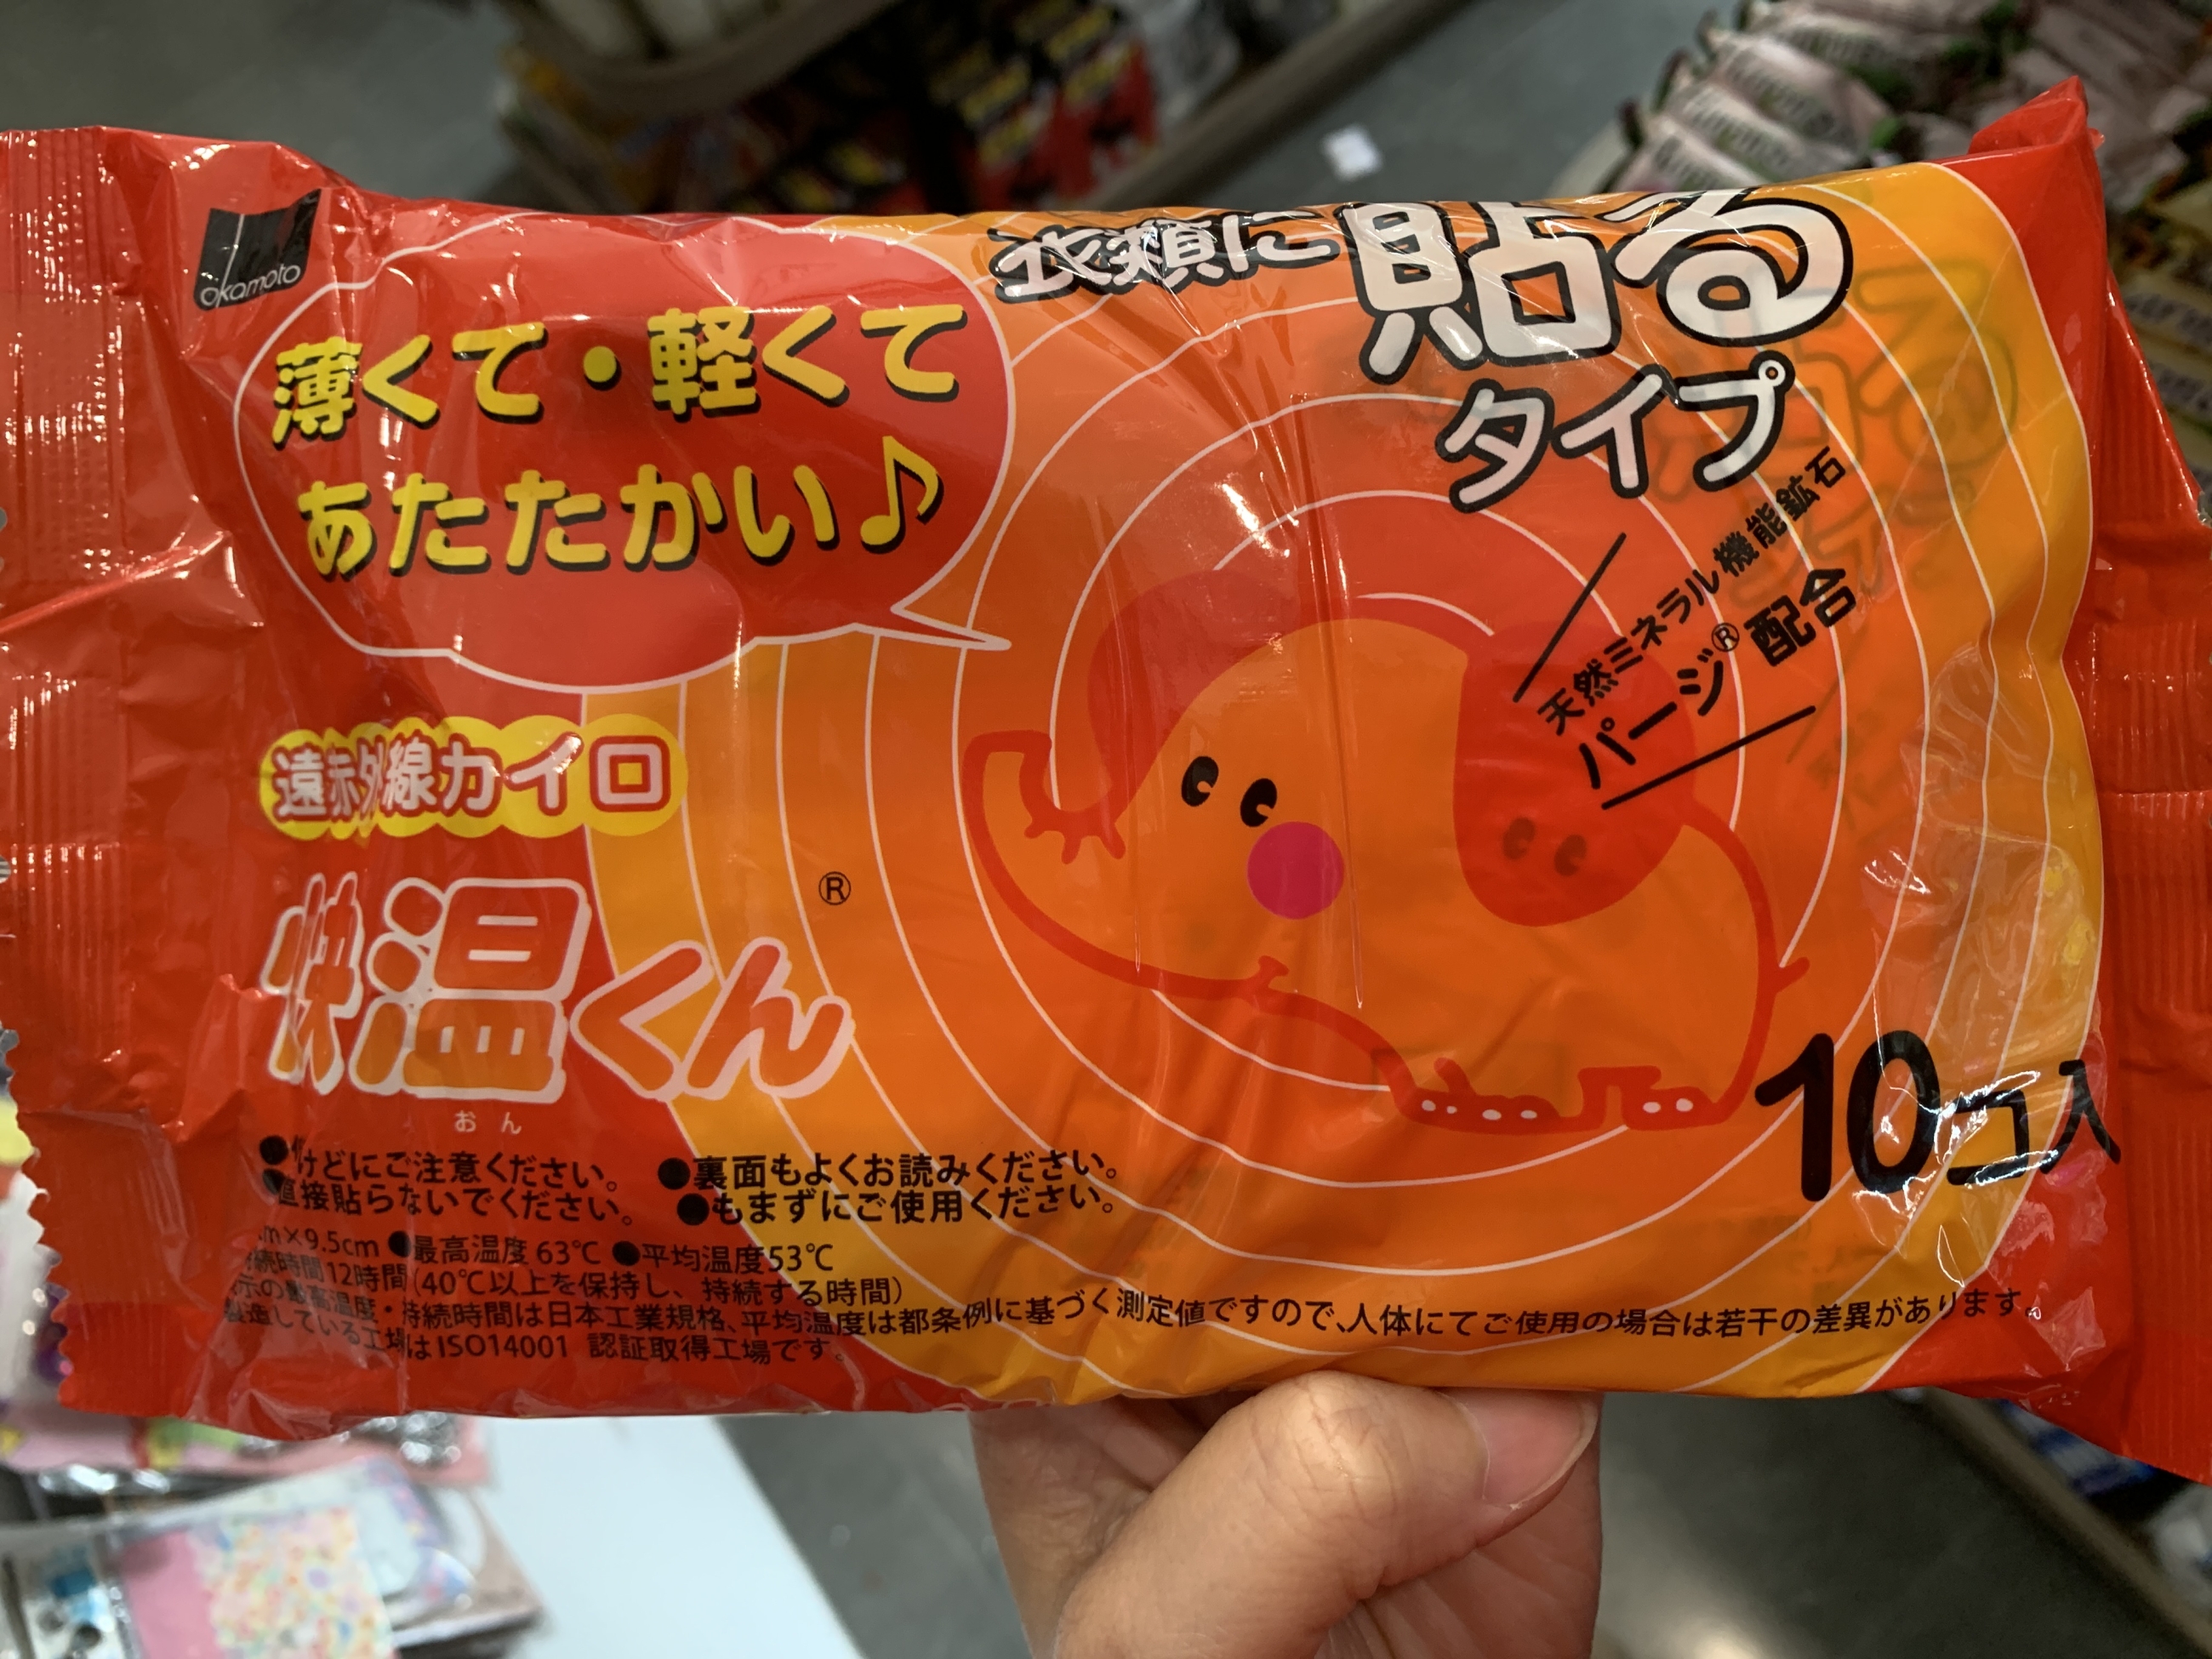 okamoto
衣類に貼る
タイプ
薄くて・軽くて
あたたかい♪
天然ミネラル機能鉱石
パージ® 配合
遠赤外線カイロ
快温くん®
おん
10コ入
けどにご注意ください。 ●裏面もよくお読みください。
直接貼らないでください。 ●もまずにご使用ください。
m×9.5cm ●最高温度 63℃ ●平均温度53℃
続時間12時間(40℃以上を保持し、持続する時間)
示の最高温度・持続時間は日本工業規格、平均温度は都条例に基づく測定値ですので、人体にてご使用の場合は若干の差異があります。
製造している工場はISO14001 認証取得工場です。